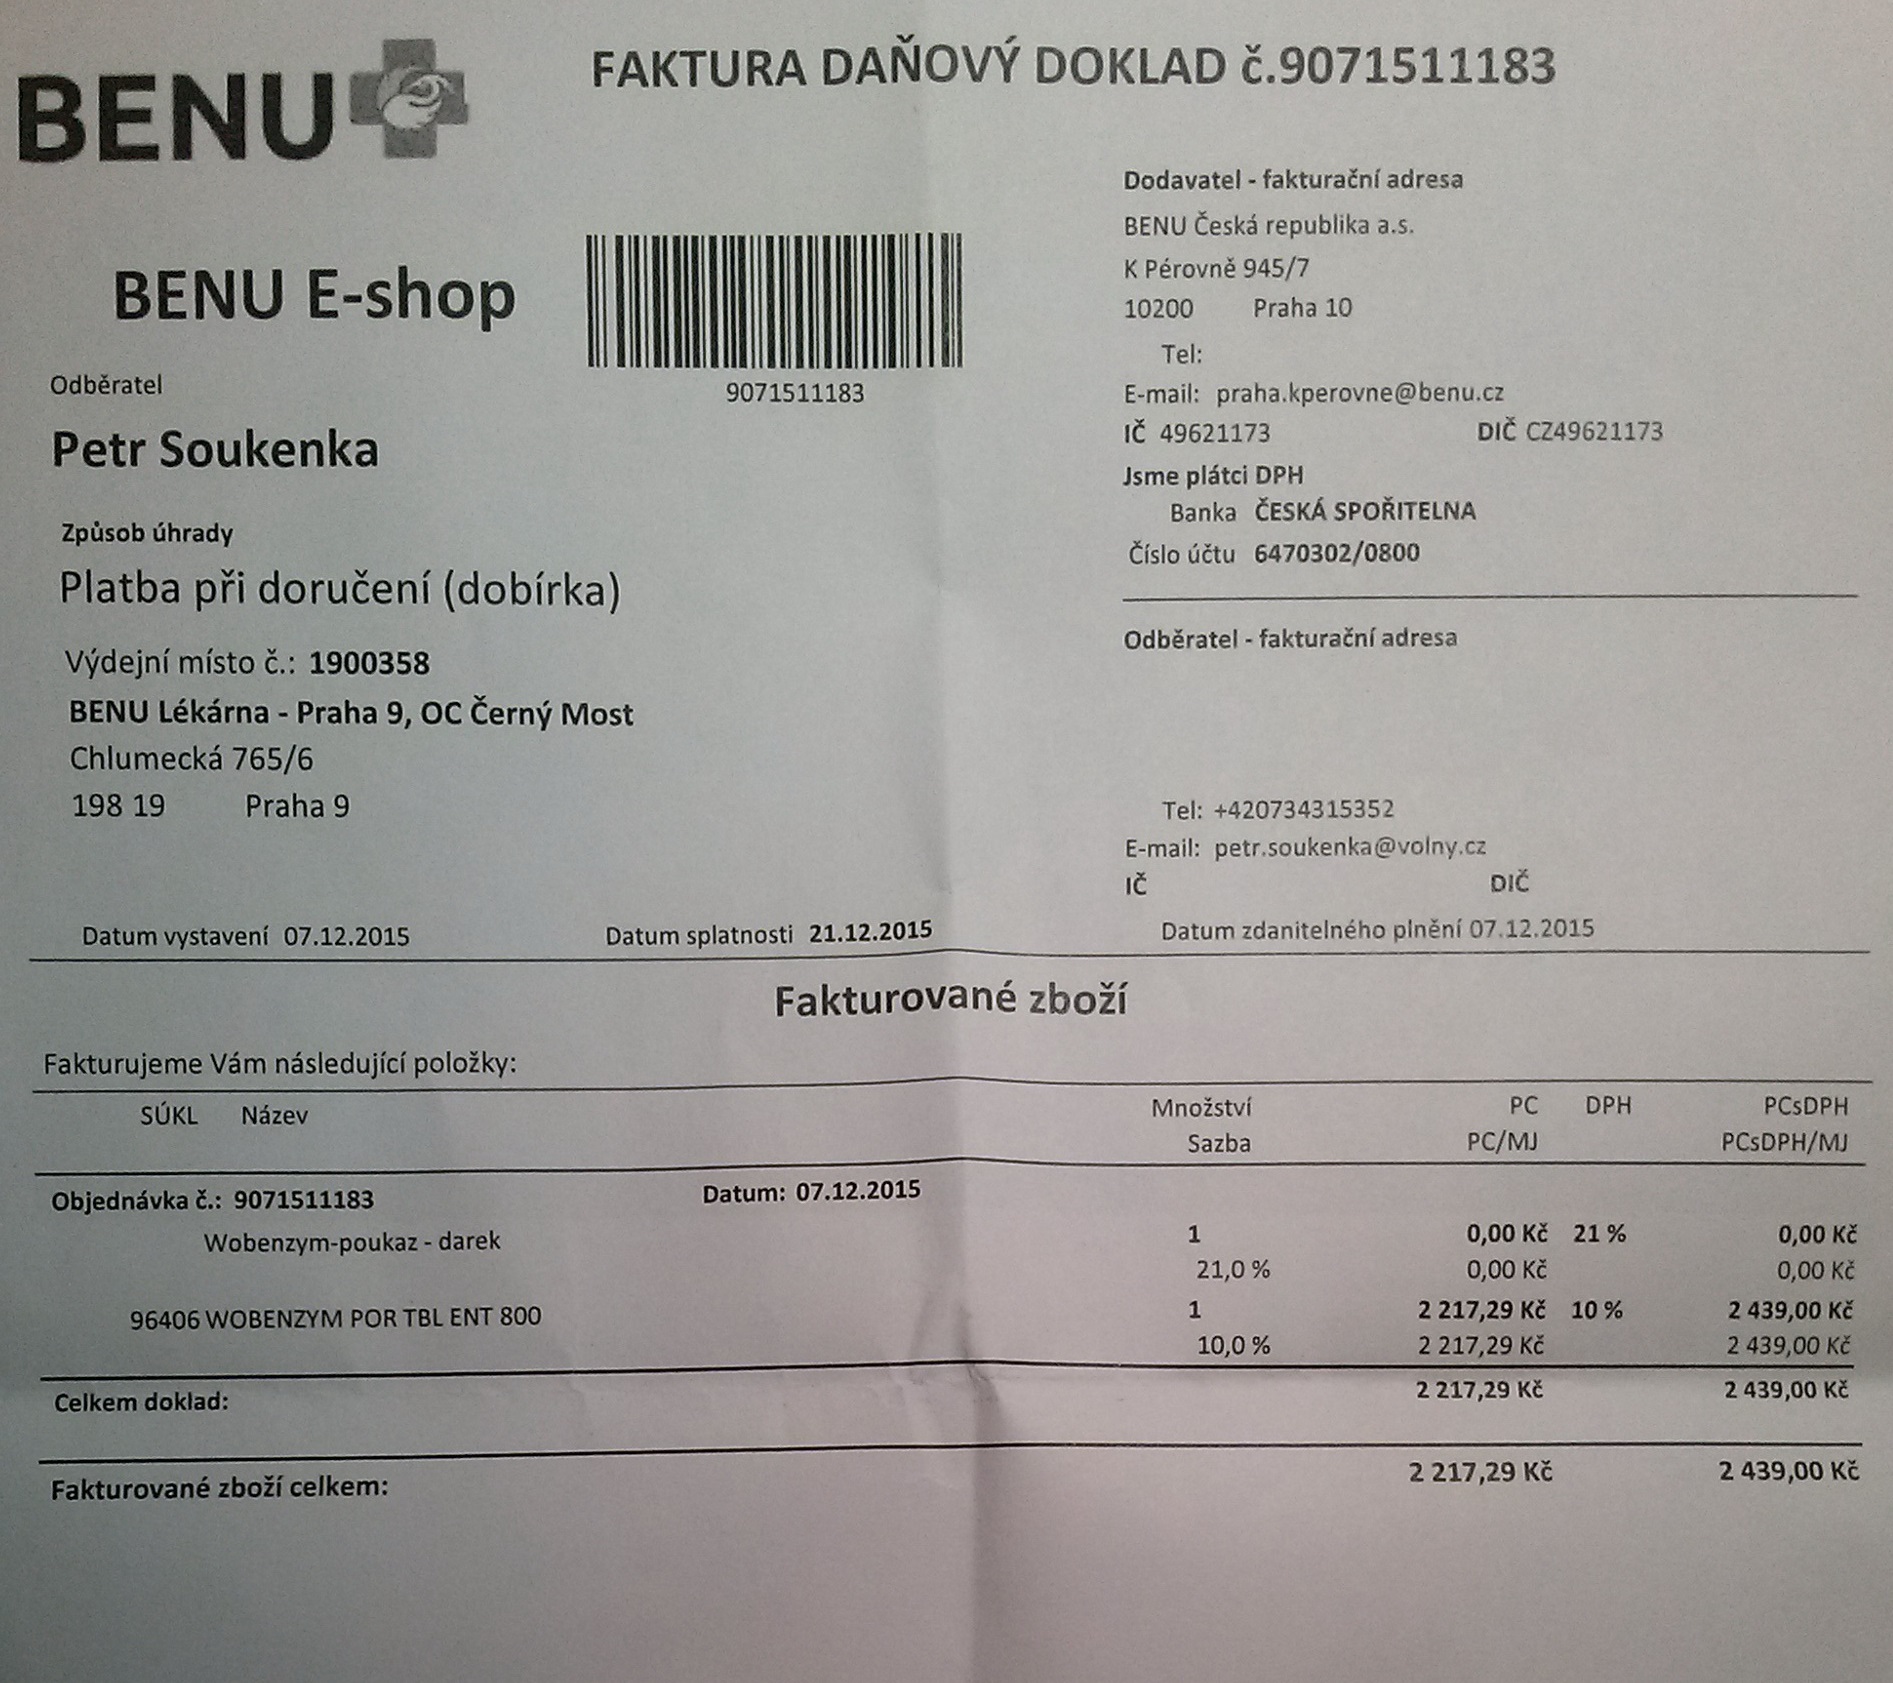 BENU
FAKTURA DAŇOVÝ DOKLAD č.9071511183
BENU E-shop
9071511183
Odběratel
Petr Soukenka
Způsob úhrady
Platba při doručení (dobírka)
Výdejní místo č.: 1900358
BENU Lékárna - Praha 9, OC Černý Most
Chlumecká 765/6
198 19 Praha 9
Dodavatel - fakturační adresa
BENU Česká republika a.s.
K Pérovně 945/7
10200 Praha 10
Tel:
E-mail: praha.kperovne@benu.cz
IČ 49621173 DIČ CZ49621173
Jsme plátci DPH
Banka ČESKÁ SPOŘITELNA
Číslo účtu 6470302/0800
Odběratel - fakturační adresa
Tel: +420734315352
E-mail: petr.soukenka@volny.cz
IČ DIČ
Datum vystavení 07.12.2015 Datum splatnosti 21.12.2015 Datum zdanitelného plnění 07.12.2015
Fakturované zboží
Fakturujeme Vám následující položky:
SÚKL Název Množství PC DPH PCsDPH
Sazba PC/MJ PCsDPH/MJ
Objednávka č.: 9071511183 Datum: 07.12.2015
Wobenzym-poukaz - darek 1 0,00 Kč 21 % 0,00 Kč
21,0 % 0,00 Kč 0,00 Kč
96406 WOBENZYM POR TBL ENT 800 1 2 217,29 Kč 10 % 2 439,00 Kč
10,0 % 2 217,29 Kč 2 439,00 Kč
Celkem doklad: 2 217,29 Kč 2 439,00 Kč
Fakturované zboží celkem: 2 217,29 Kč 2 439,00 Kč